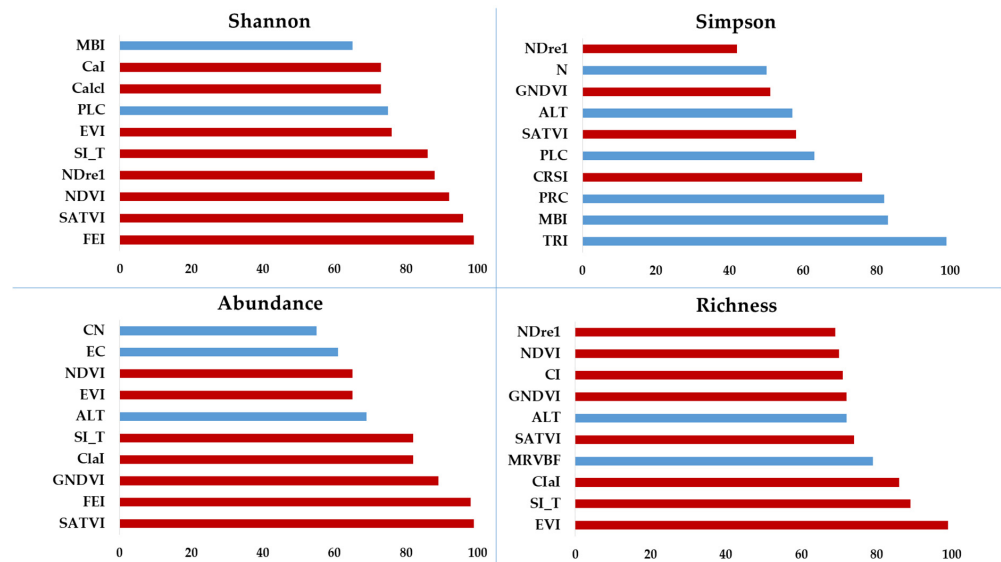 Shannon
MBI
CaI
CalcI
PLC
EVI
SI_T
NDre1
NDVI
SATVI
FEI
0 20 40 60 80 100
Simpson
NDre1
N
GNDVI
ALT
SATVI
PLC
CRSI
PRC
MBI
TRI
0 20 40 60 80 100
Abundance
CN
EC
NDVI
EVI
ALT
SI_T
ClaI
GNDVI
FEI
SATVI
0 20 40 60 80 100
Richness
NDre1
NDVI
CI
GNDVI
ALT
SATVI
MRVBF
CIaI
SI_T
EVI
0 20 40 60 80 100